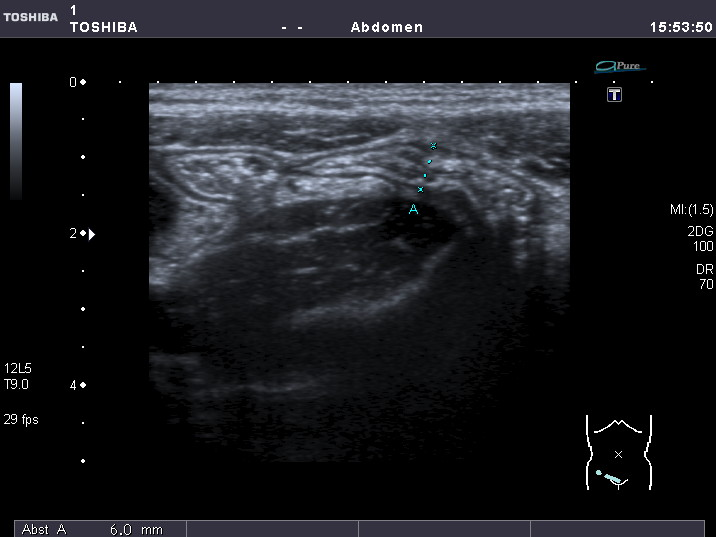 TOSHIBA
1
TOSHIBA - - Abdomen 15:53:50
aPure
T
0
A
MI:(1.5)
2
2DG
100
DR
70
12L5
T9.0
4
29 fps
Abst A 6.0 mm